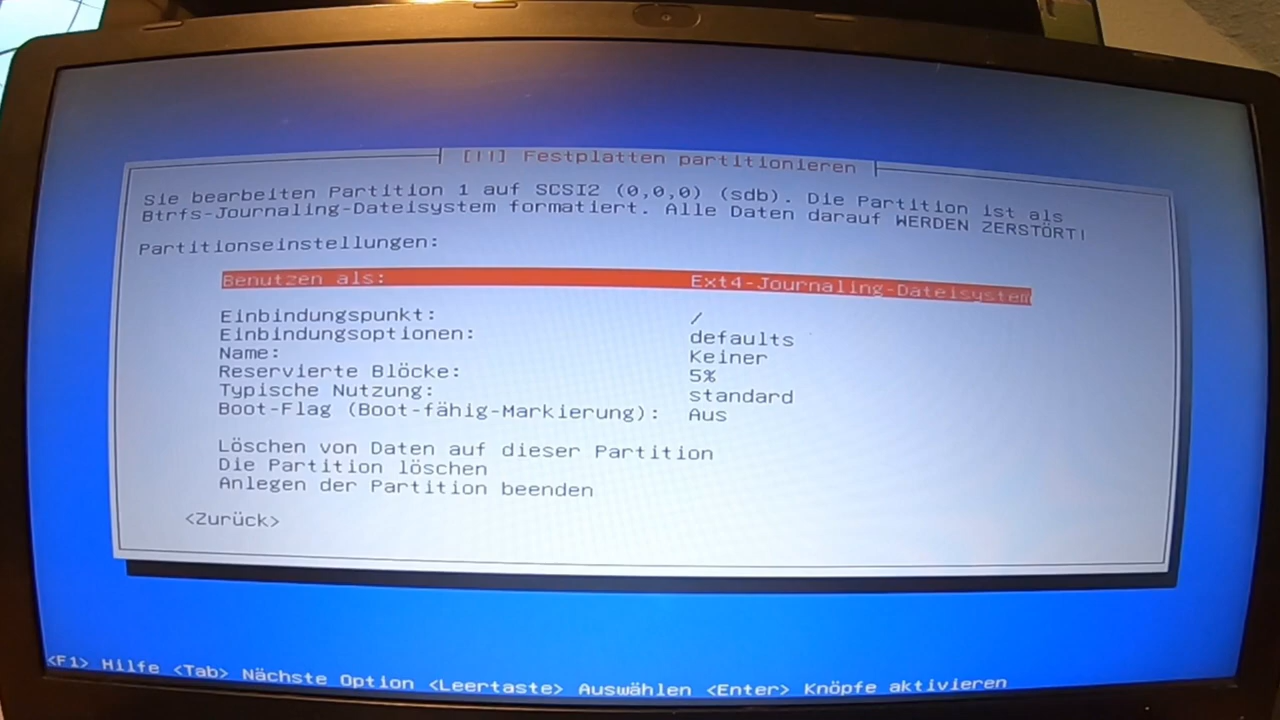 [!!] Festplatten partitionieren
Sie bearbeiten Partition 1 auf SCSI2 (0,0,0) (sdb). Die Partition ist als
Btrfs-Journaling-Dateisystem formatiert. Alle Daten darauf WERDEN ZERSTÖRT!
Partitionseinstellungen:
Benutzen als: Ext4-Journaling-Dateisystem
Einbindungspunkt: /
Einbindungsoptionen: defaults
Name: Keiner
Reservierte Blöcke: 5%
Typische Nutzung: standard
Boot-Flag (Boot-fähig-Markierung): Aus
Löschen von Daten auf dieser Partition
Die Partition löschen
Anlegen der Partition beenden
<Zurück>
<F1> Hilfe <Tab> Nächste Option <Leertaste> Auswählen <Enter> Knöpfe aktivieren